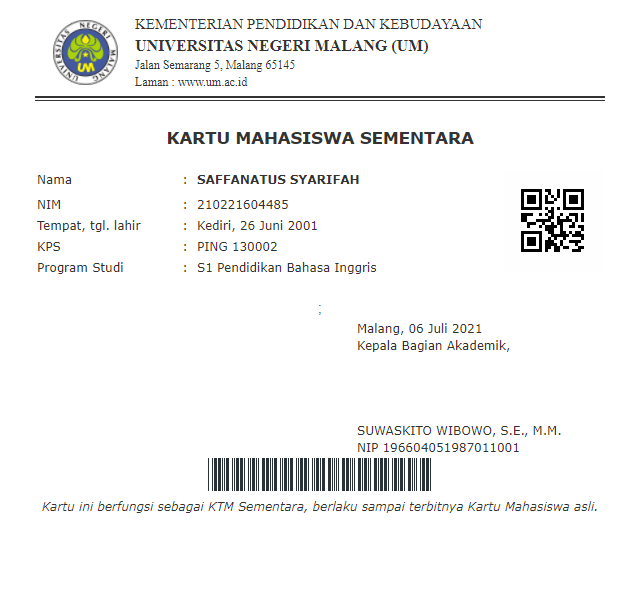 KEMENTERIAN PENDIDIKAN DAN KEBUDAYAAN
UNIVERSITAS NEGERI MALANG (UM)
Jalan Semarang 5, Malang 65145
Laman : www.um.ac.id
UNIVERSITAS NEGERI MALANG
UM
KARTU MAHASISWA SEMENTARA
Nama : SAFFANATUS SYARIFAH
NIM : 210221604485
Tempat, tgl. lahir : Kediri, 26 Juni 2001
KPS : PING 130002
Program Studi : S1 Pendidikan Bahasa Inggris
;
Malang, 06 Juli 2021
Kepala Bagian Akademik,
SUWASKITO WIBOWO, S.E., M.M.
NIP 196604051987011001
Kartu ini berfungsi sebagai KTM Sementara, berlaku sampai terbitnya Kartu Mahasiswa asli.